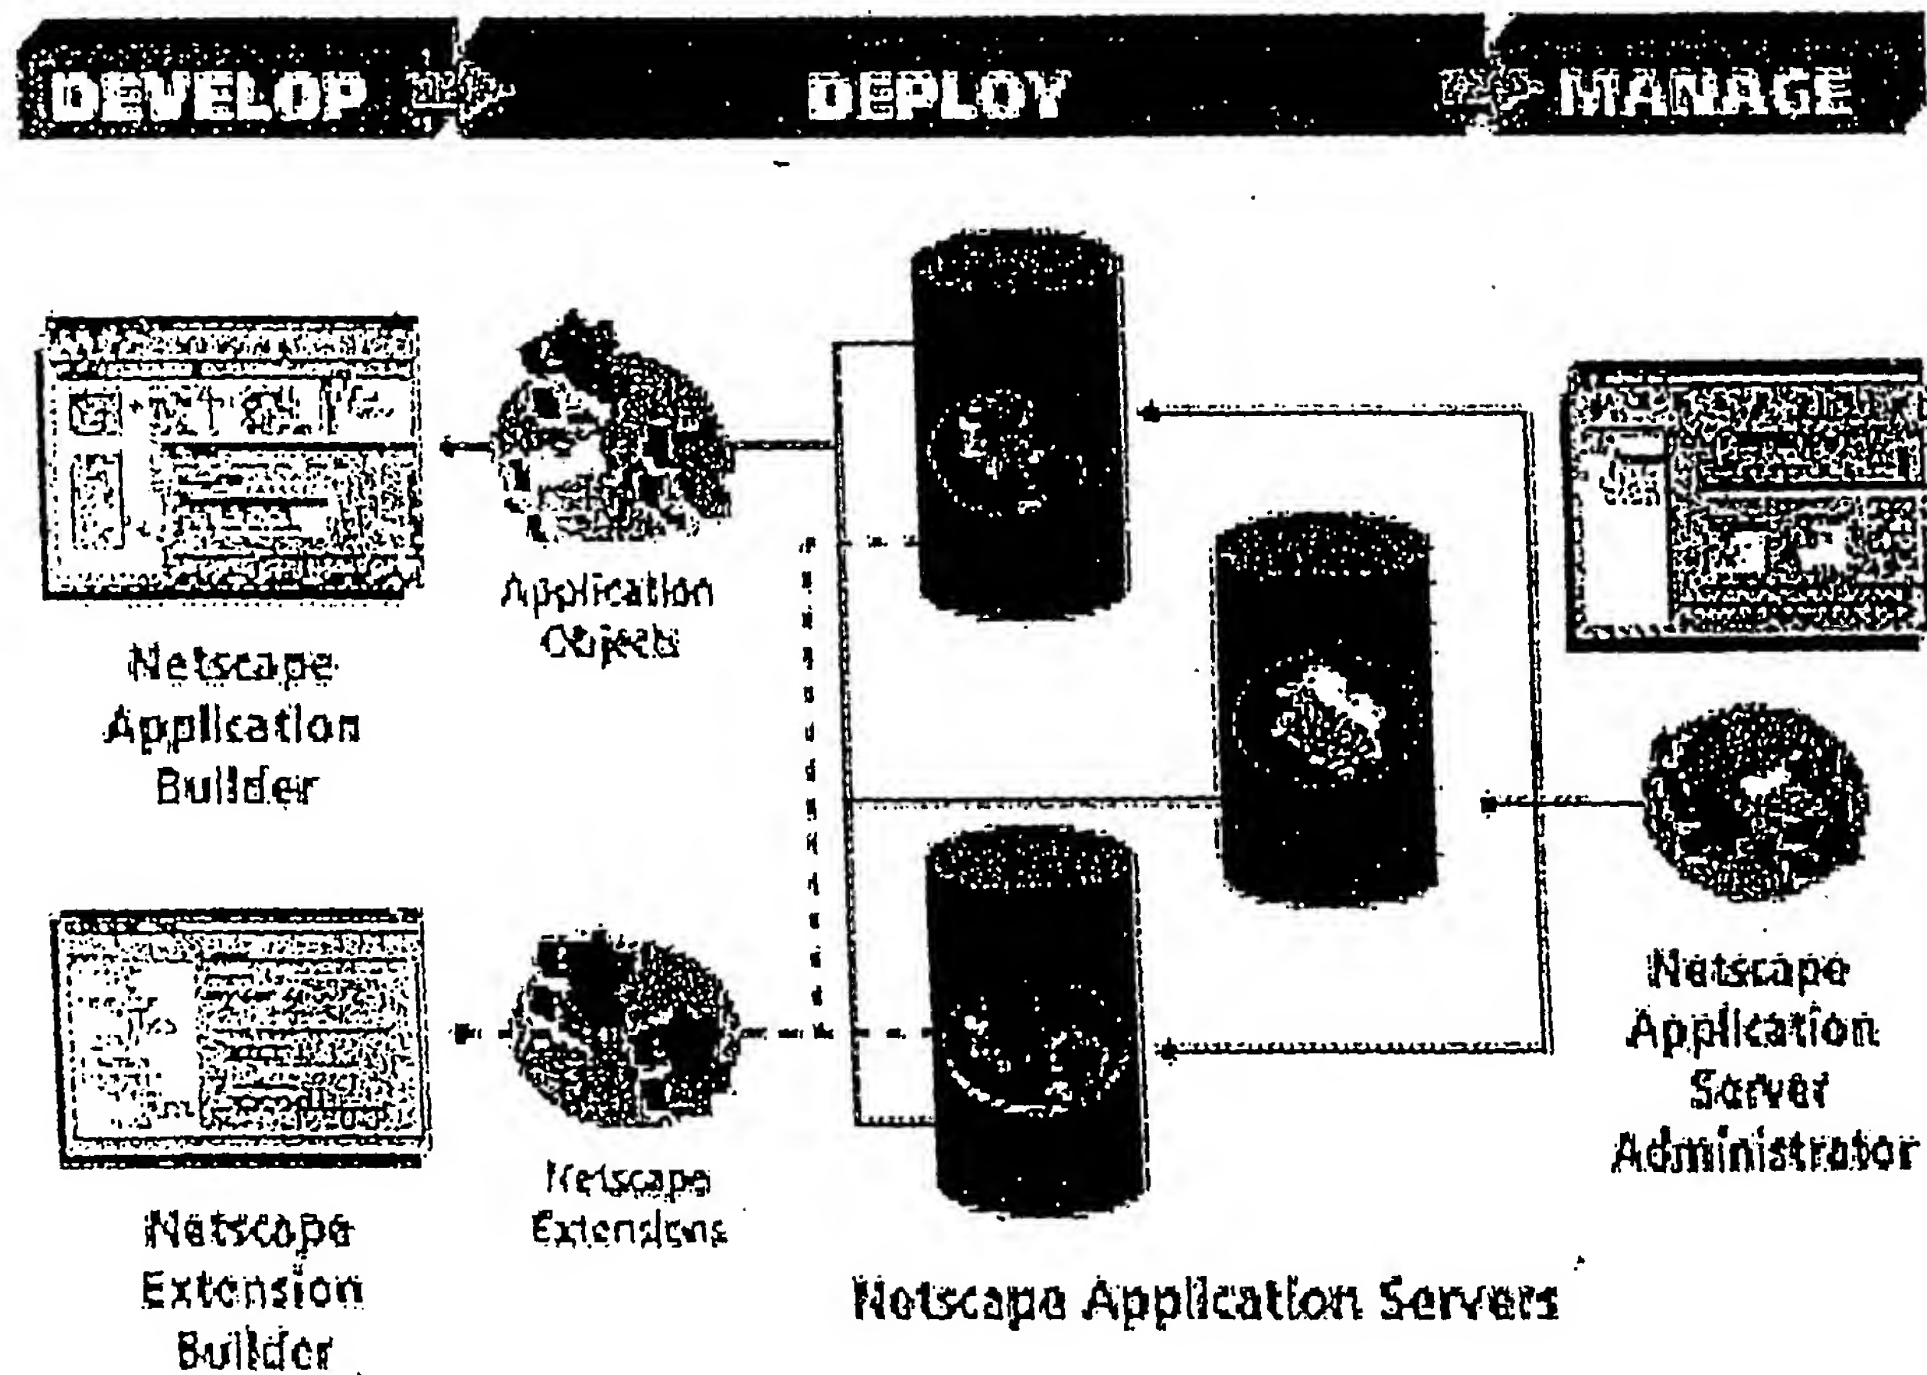 DEVELOP
DEPLOY
MANAGE
Application
Objects
Netscape
Application
Builder
Netscape
Application
Server
Administrator
Netscape
Extensions
Netscape
Extension
Builder
Netscape Application Servers